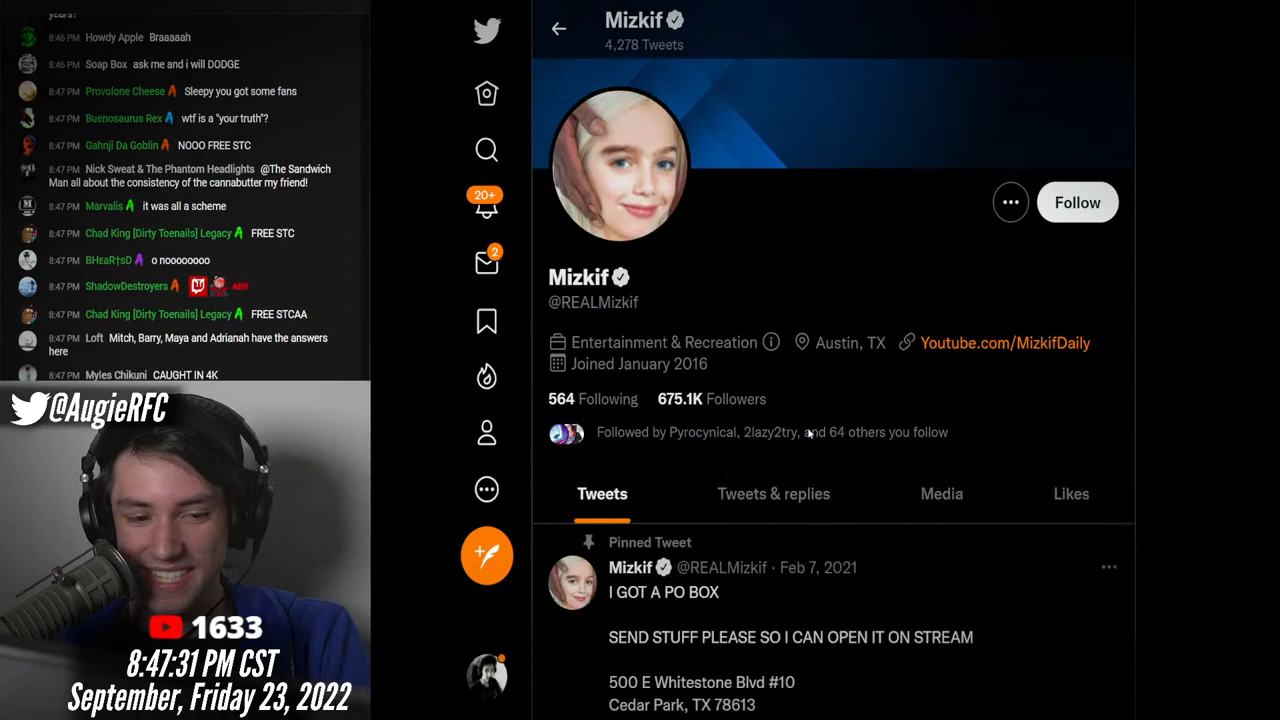 years?
8:46 PM Howdy Apple Braaaaah
8:46 PM Soap Box ask me and i will DODGE
8:47 PM Provolone Cheese Sleepy you got some fans
8:47 PM Buenosaurus Rex wtf is a "your truth"?
8:47 PM Gahnji Da Goblin NOOO FREE STC
8:47 PM Nick Sweat & The Phantom Headlights @The Sandwich
Man all about the consistency of the cannabutter my friend!
8:47 PM Marvalis it was all a scheme
8:47 PM Chad King [Dirty Toenails] Legacy FREE STC
8:47 PM BHεaR†sD o nooooooooo
8:47 PM ShadowDestroyers
8:47 PM Chad King [Dirty Toenails] Legacy FREE STCAA
8:47 PM Loft Mitch, Barry, Maya and Adrianah have the answers
here
8:47 PM Myles Chikuni CAUGHT IN 4K
@AugieRFC
1633
8:47:31 PM CST
September, Friday 23, 2022
20+
2
Mizkif
4,278 Tweets
Follow
Mizkif
@REALMizkif
Entertainment & Recreation Austin, TX Youtube.com/MizkifDaily
Joined January 2016
564 Following 675.1K Followers
Followed by Pyrocynical, 2lazy2try, and 64 others you follow
Tweets Tweets & replies Media Likes
Pinned Tweet
Mizkif @REALMizkif · Feb 7, 2021
I GOT A PO BOX
SEND STUFF PLEASE SO I CAN OPEN IT ON STREAM
500 E Whitestone Blvd #10
Cedar Park, TX 78613